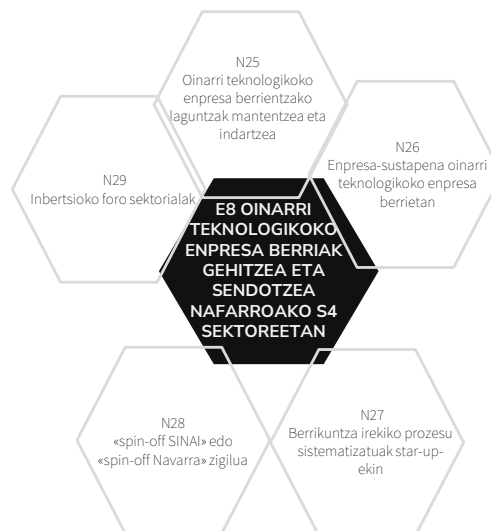 N25
Oinarri teknologikoko
enpresa berrientzako
laguntzak mantentzea eta
indartzea
N26
Enpresa-sustapena oinarri
teknologikoko enpresa
berrietan
N29
Inbertsioko foro sektorialak
E8 OINARRI
TEKNOLOGIKOKO
ENPRESA BERRIAK
GEHITZEA ETA
SENDOTZEA
NAFARROAKO S4
SEKTOREETAN
N28
«spin-off SINAI» edo
«spin-off Navarra» zigilua
N27
Berrikuntza irekiko prozesu
sistematizatuak star-up-
ekin